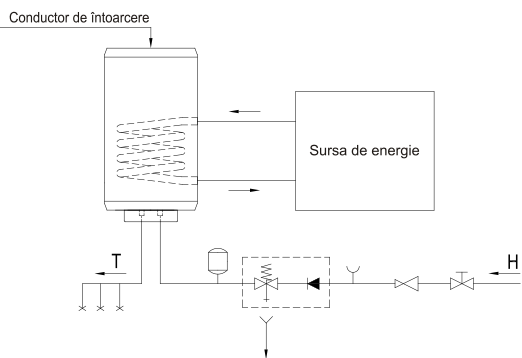 Conductor de întoarcere
Sursa de energie
T
H